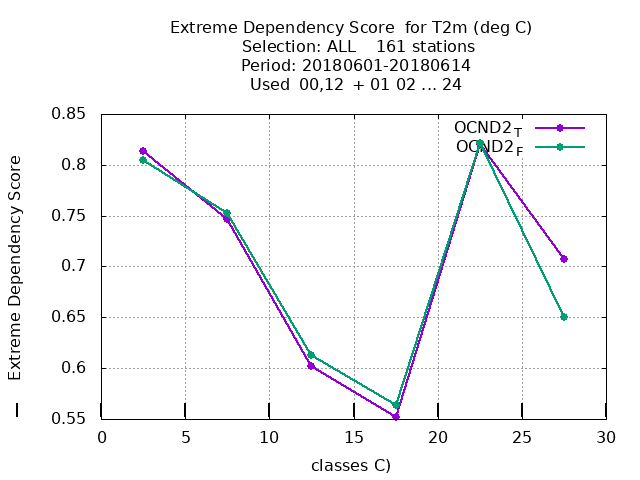 Extreme Dependency Score for T2m (deg C)
Selection: ALL 161 stations
Period: 20180601-20180614
Used 00,12 + 01 02 ... 24
Extreme Dependency Score
0.85
0.8
0.75
0.7
0.65
0.6
0.55
OCND2T
OCND2F
0 5 10 15 20 25 30
classes C)